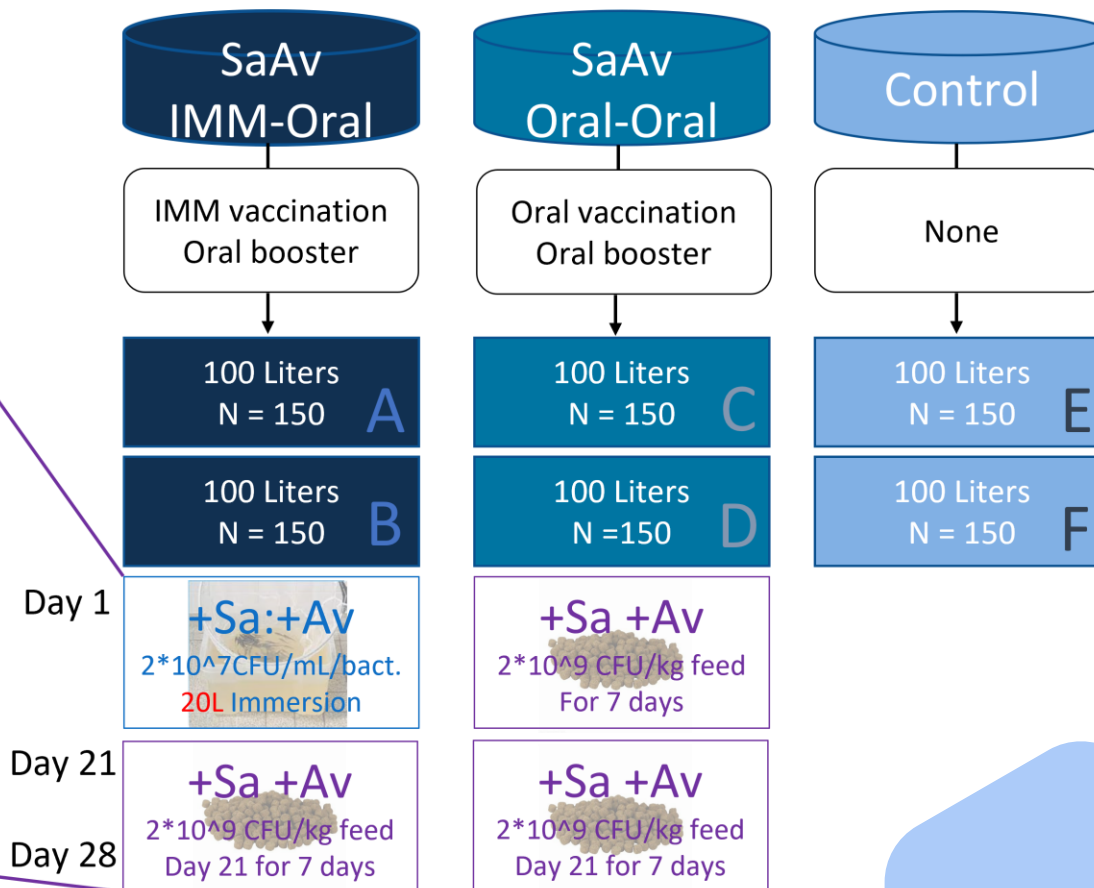 SaAv
IMM-Oral
SaAv
Oral-Oral
Control
IMM vaccination
Oral booster
Oral vaccination
Oral booster
None
100 Liters
N = 150
A
100 Liters
N = 150
C
100 Liters
N = 150
E
100 Liters
N = 150
B
100 Liters
N =150
D
100 Liters
N = 150
F
Day 1
+Sa:+Av
2*10^7CFU/mL/bact.
20L Immersion
+Sa +Av
2*10^9 CFU/kg feed
For 7 days
Day 21
+Sa +Av
2*10^9 CFU/kg feed
Day 21 for 7 days
+Sa +Av
2*10^9 CFU/kg feed
Day 21 for 7 days
Day 28